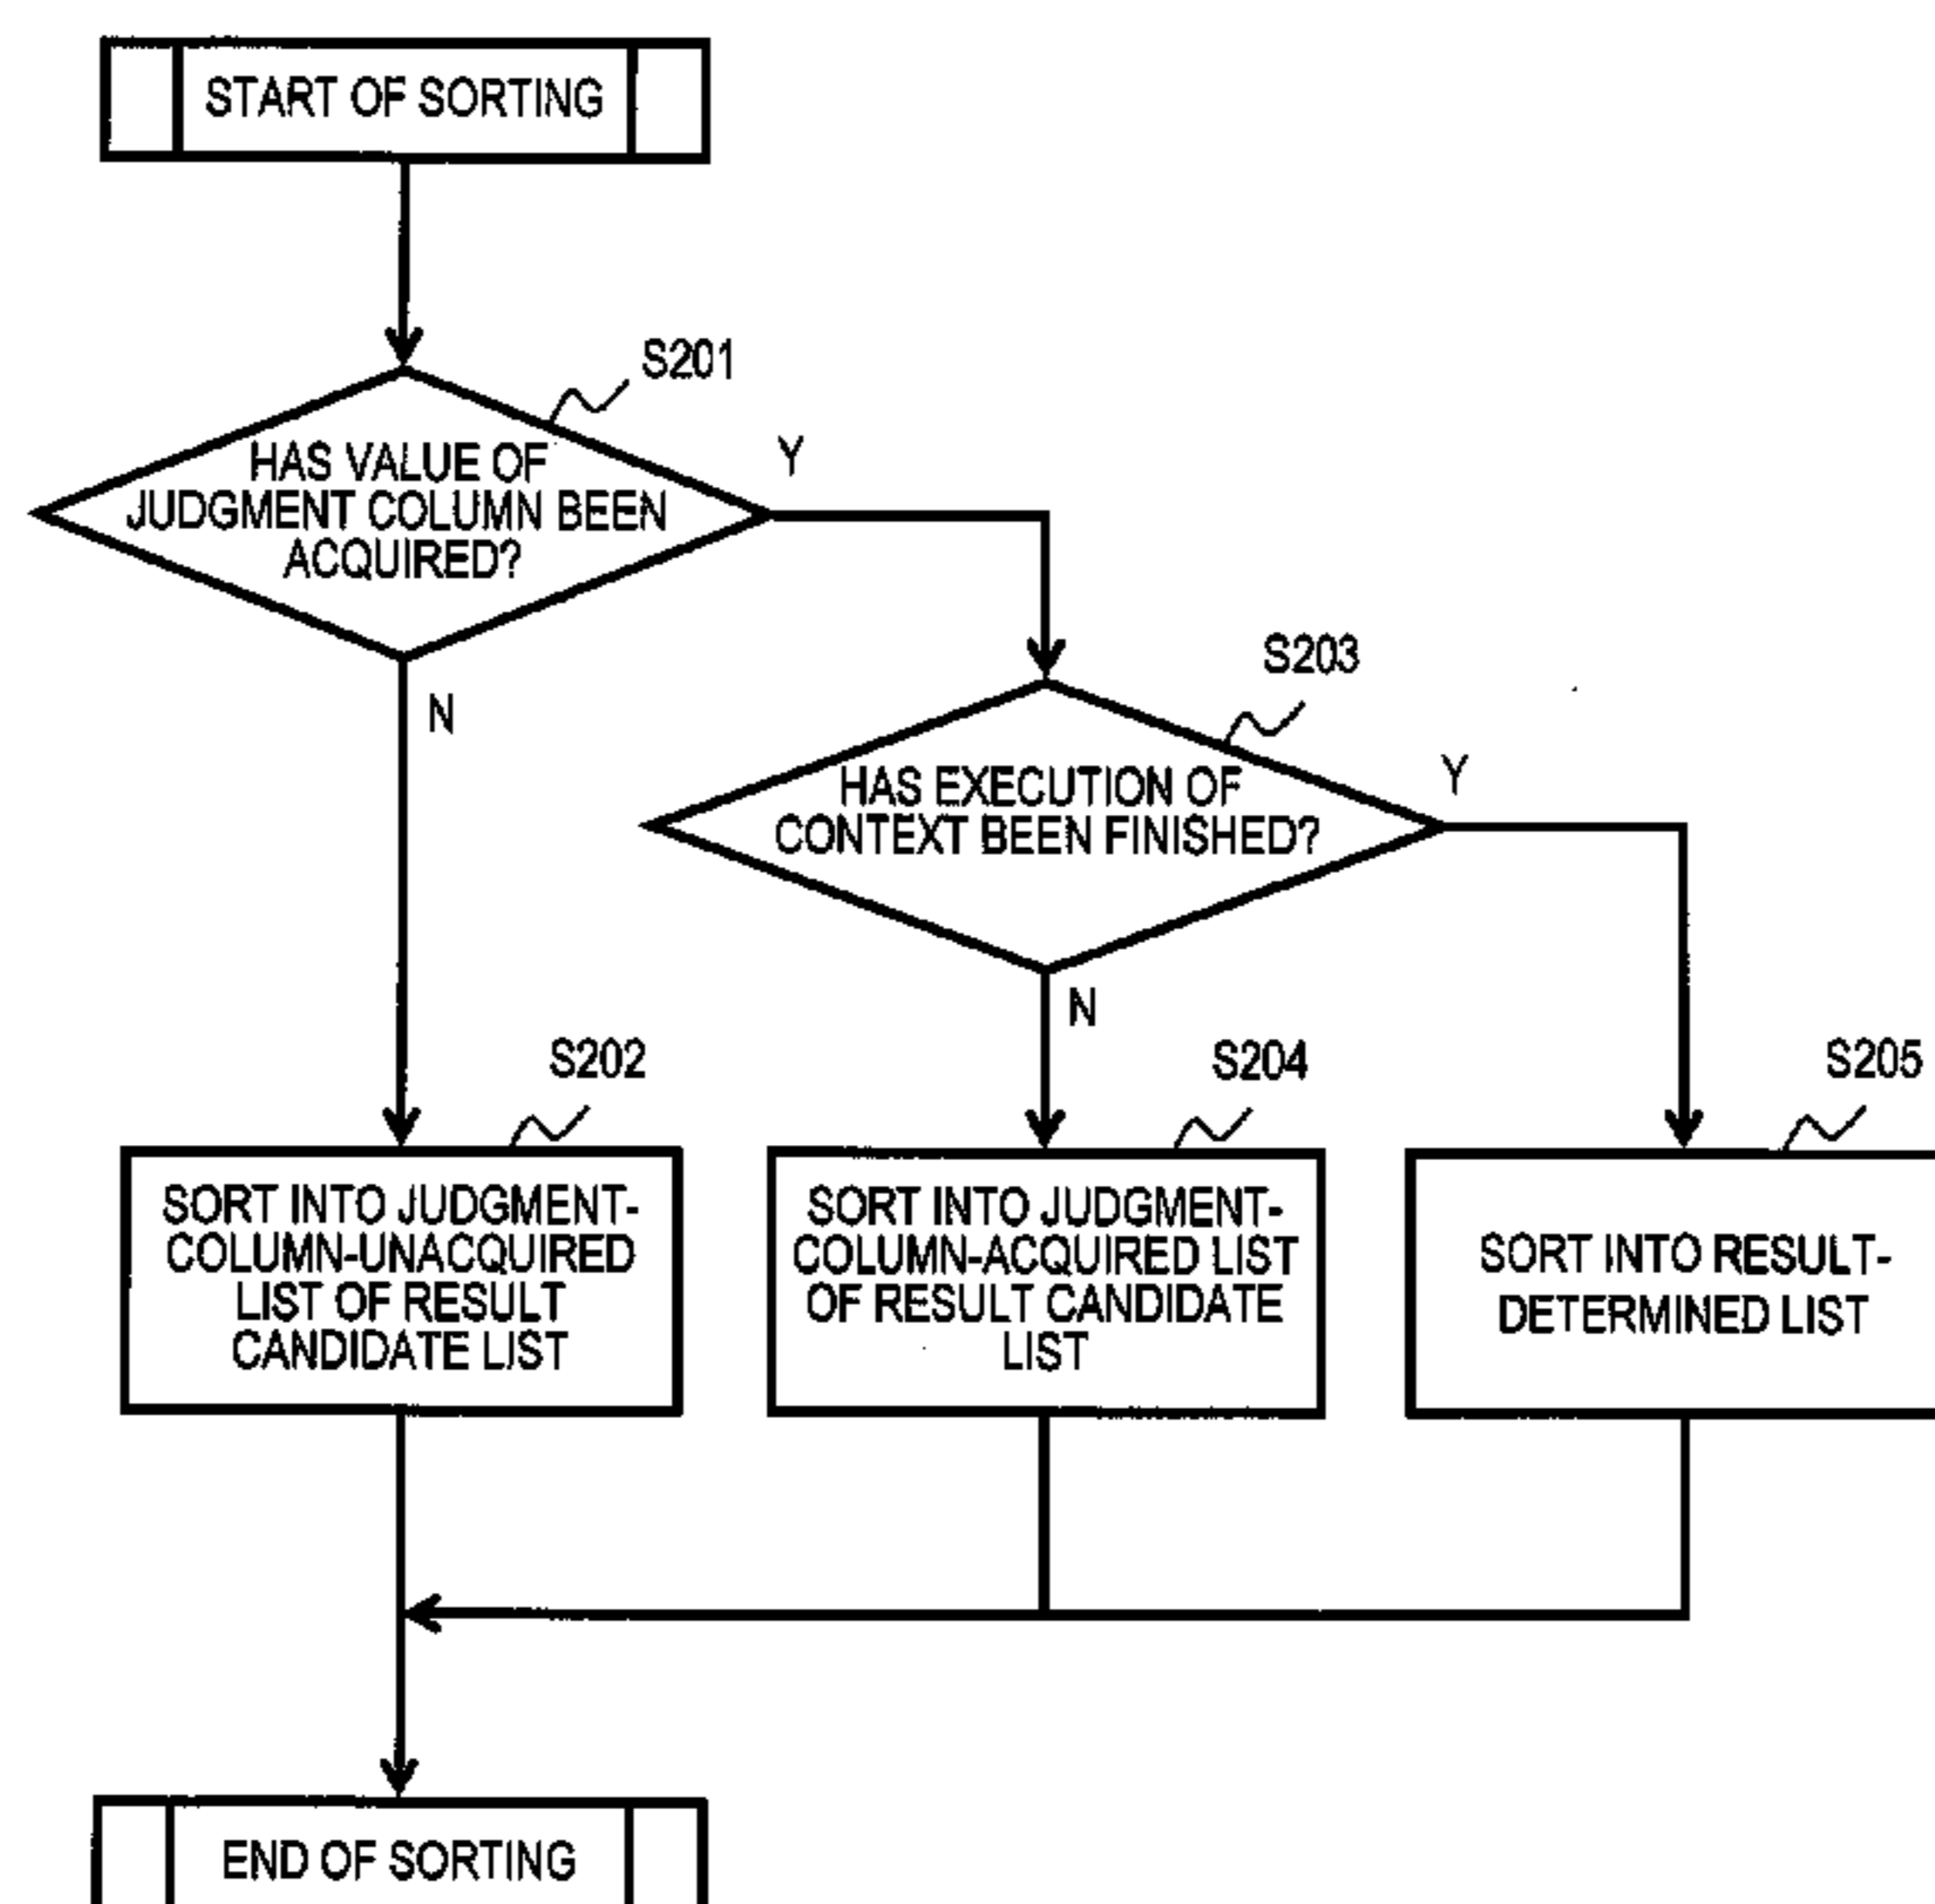 START OF SORTING
S201
HAS VALUE OF
JUDGMENT COLUMN BEEN
ACQUIRED?
Y
N
S203
HAS EXECUTION OF
CONTEXT BEEN FINISHED?
Y
N
S202
SORT INTO JUDGMENT-
COLUMN-UNACQUIRED
LIST OF RESULT
CANDIDATE LIST
S204
SORT INTO JUDGMENT-
COLUMN-ACQUIRED LIST
OF RESULT CANDIDATE
LIST
S205
SORT INTO RESULT-
DETERMINED LIST
END OF SORTING